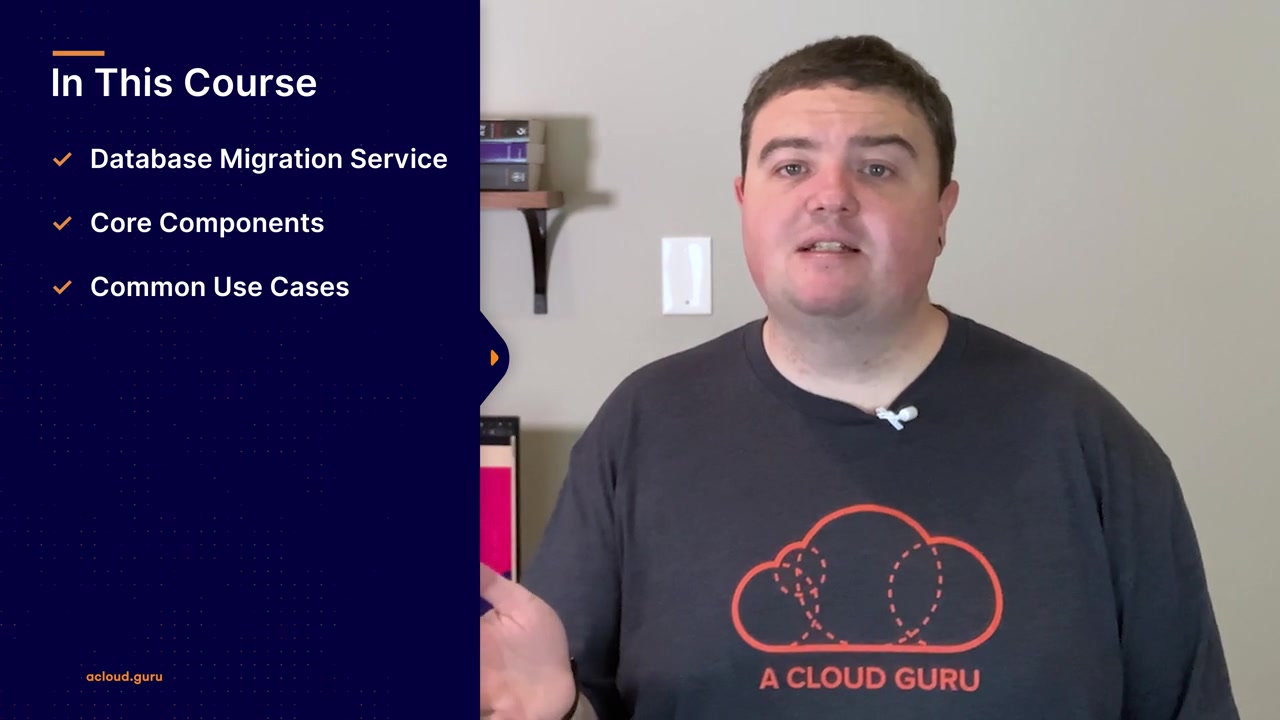 In This Course
Database Migration Service
Core Components
Common Use Cases
acloud.guru
A CLOUD GURU